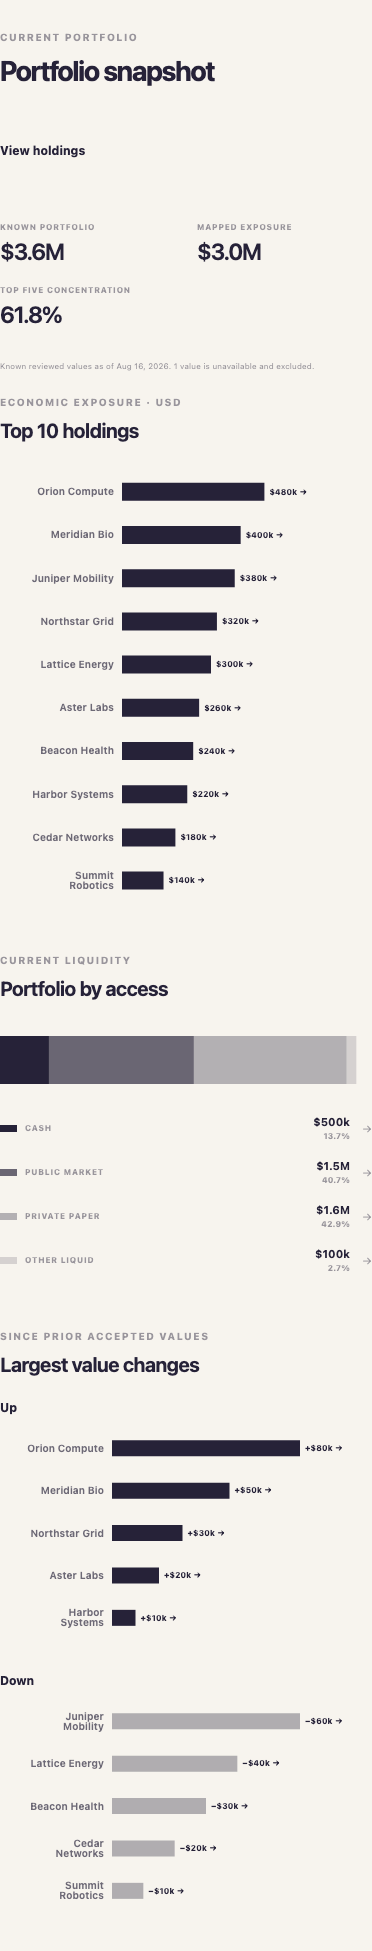 CURRENT PORTFOLIO
Portfolio snapshot
View holdings
KNOWN PORTFOLIO
$3.6M
MAPPED EXPOSURE
$3.0M
TOP FIVE CONCENTRATION
61.8%
Known reviewed values as of Aug 16, 2026. 1 value is unavailable and excluded.
ECONOMIC EXPOSURE · USD
Top 10 holdings
Orion Compute $480k →
Meridian Bio $400k →
Juniper Mobility $380k →
Northstar Grid $320k →
Lattice Energy $300k →
Aster Labs $260k →
Beacon Health $240k →
Harbor Systems $220k →
Cedar Networks $180k →
Summit
Robotics $140k →
CURRENT LIQUIDITY
Portfolio by access
CASH $500k →
13.7%
PUBLIC MARKET $1.5M →
40.7%
PRIVATE PAPER $1.6M →
42.9%
OTHER LIQUID $100k →
2.7%
SINCE PRIOR ACCEPTED VALUES
Largest value changes
Up
Orion Compute +$80k →
Meridian Bio +$50k →
Northstar Grid +$30k →
Aster Labs +$20k →
Harbor
Systems +$10k →
Down
Juniper
Mobility −$60k →
Lattice Energy −$40k →
Beacon Health −$30k →
Cedar
Networks −$20k →
Summit
Robotics −$10k →